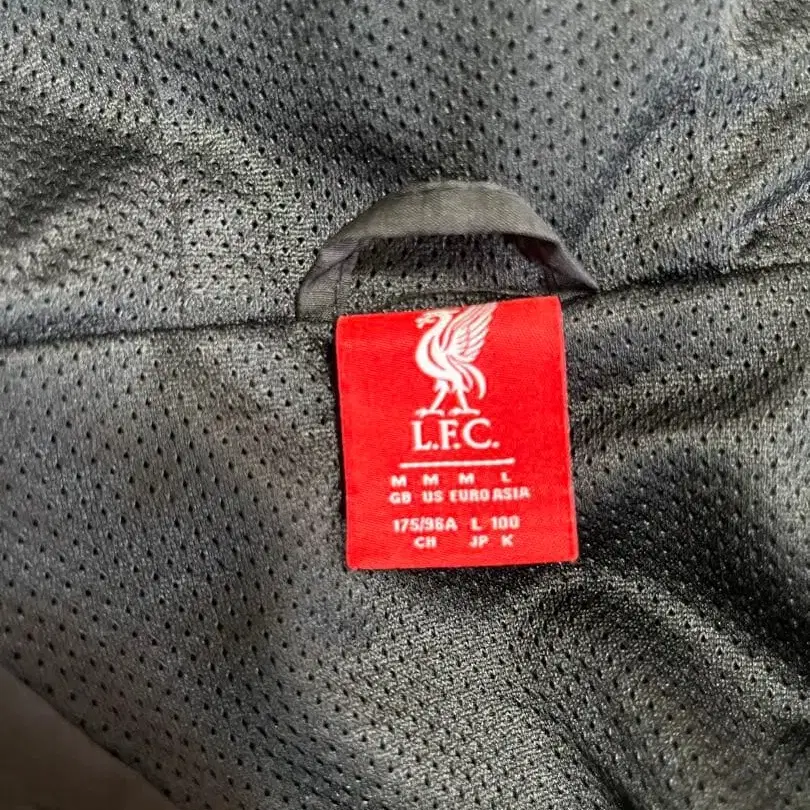 L.F.C.
M M M L
GB US EURO ASIA
175/96A L 100
CH JP K